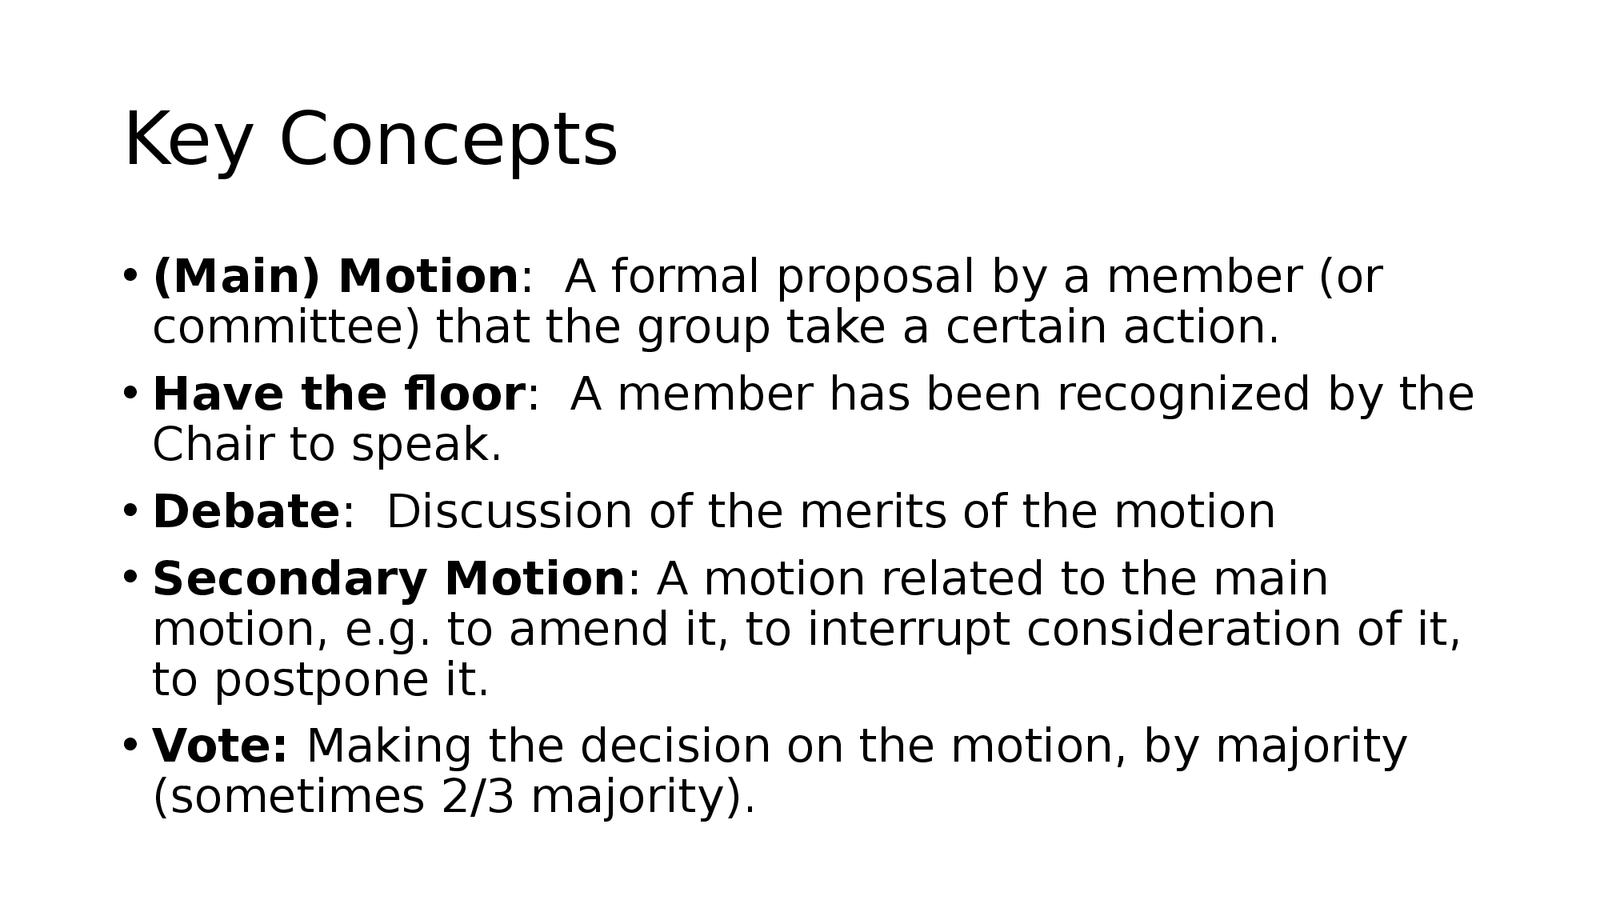 Key Concepts
• (Main) Motion:  A formal proposal by a member (or
committee) that the group take a certain action.
• Have the floor:  A member has been recognized by the
Chair to speak.
• Debate:  Discussion of the merits of the motion
• Secondary Motion: A motion related to the main
motion, e.g. to amend it, to interrupt consideration of it,
to postpone it.
• Vote: Making the decision on the motion, by majority
(sometimes 2/3 majority).